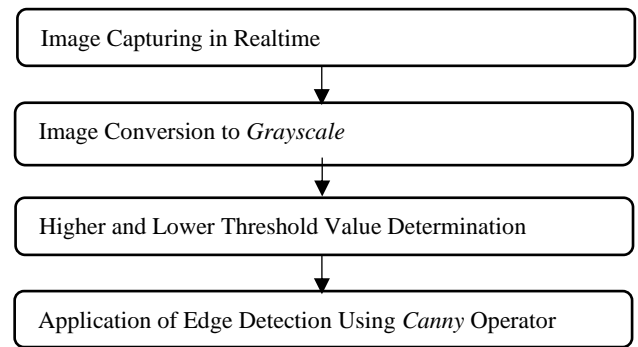 Image Capturing in Realtime
Image Conversion to Grayscale
Higher and Lower Threshold Value Determination
Application of Edge Detection Using Canny Operator